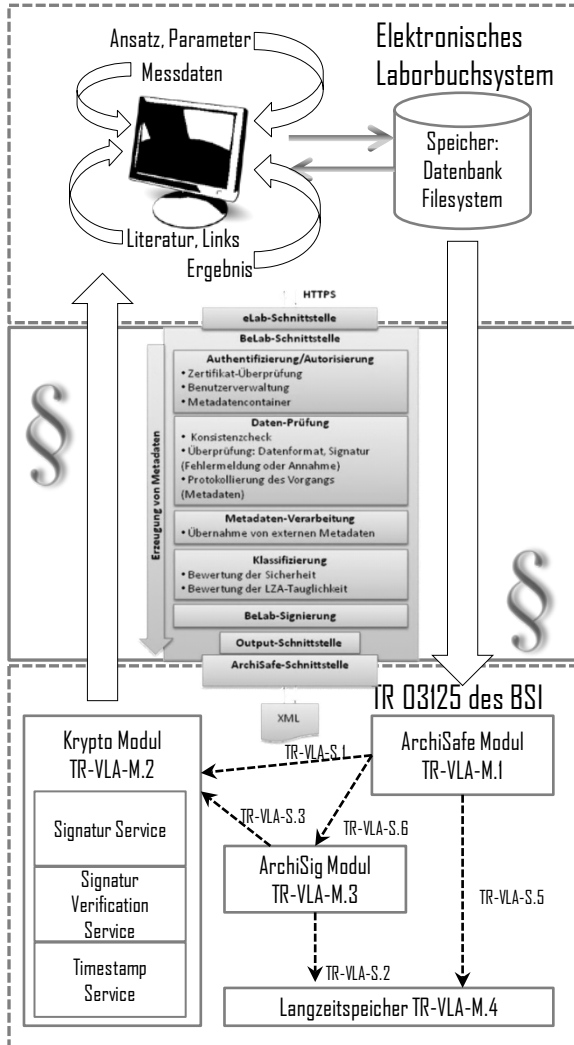 Ansatz, Parameter
Messdaten
Literatur, Links
Ergebnis
Elektronisches
Laborbuchsystem
Speicher:
Datenbank
Filesystem
HTTPS
eLab-Schnittstelle
BeLab-Schnittstelle
Erzeugung von Metadaten
Authentifizierung/Autorisierung
• Zertifikat-Überprüfung
• Benutzerverwaltung
• Metadatencontainer
Daten-Prüfung
• Konsistenzcheck
• Überprüfung: Datenformat, Signatur
(Fehlermeldung oder Annahme)
• Protokollierung des Vorgangs
(Metadaten)
Metadaten-Verarbeitung
• Übernahme von externen Metadaten
Klassifizierung
• Bewertung der Sicherheit
• Bewertung der LZA-Tauglichkeit
BeLab-Signierung
Output-Schnittstelle
ArchiSafe-Schnittstelle
XML
§
§
TR 03125 des BSI
Krypto Modul
TR-VLA-M.2
Signatur Service
Signatur
Verification
Service
Timestamp
Service
TR-VLA-S.1
ArchiSafe Modul
TR-VLA-M.1
TR-VLA-S.3
TR-VLA-S.6
ArchiSig Modul
TR-VLA-M.3
TR-VLA-S.5
TR-VLA-S.2
Langzeitspeicher TR-VLA-M.4